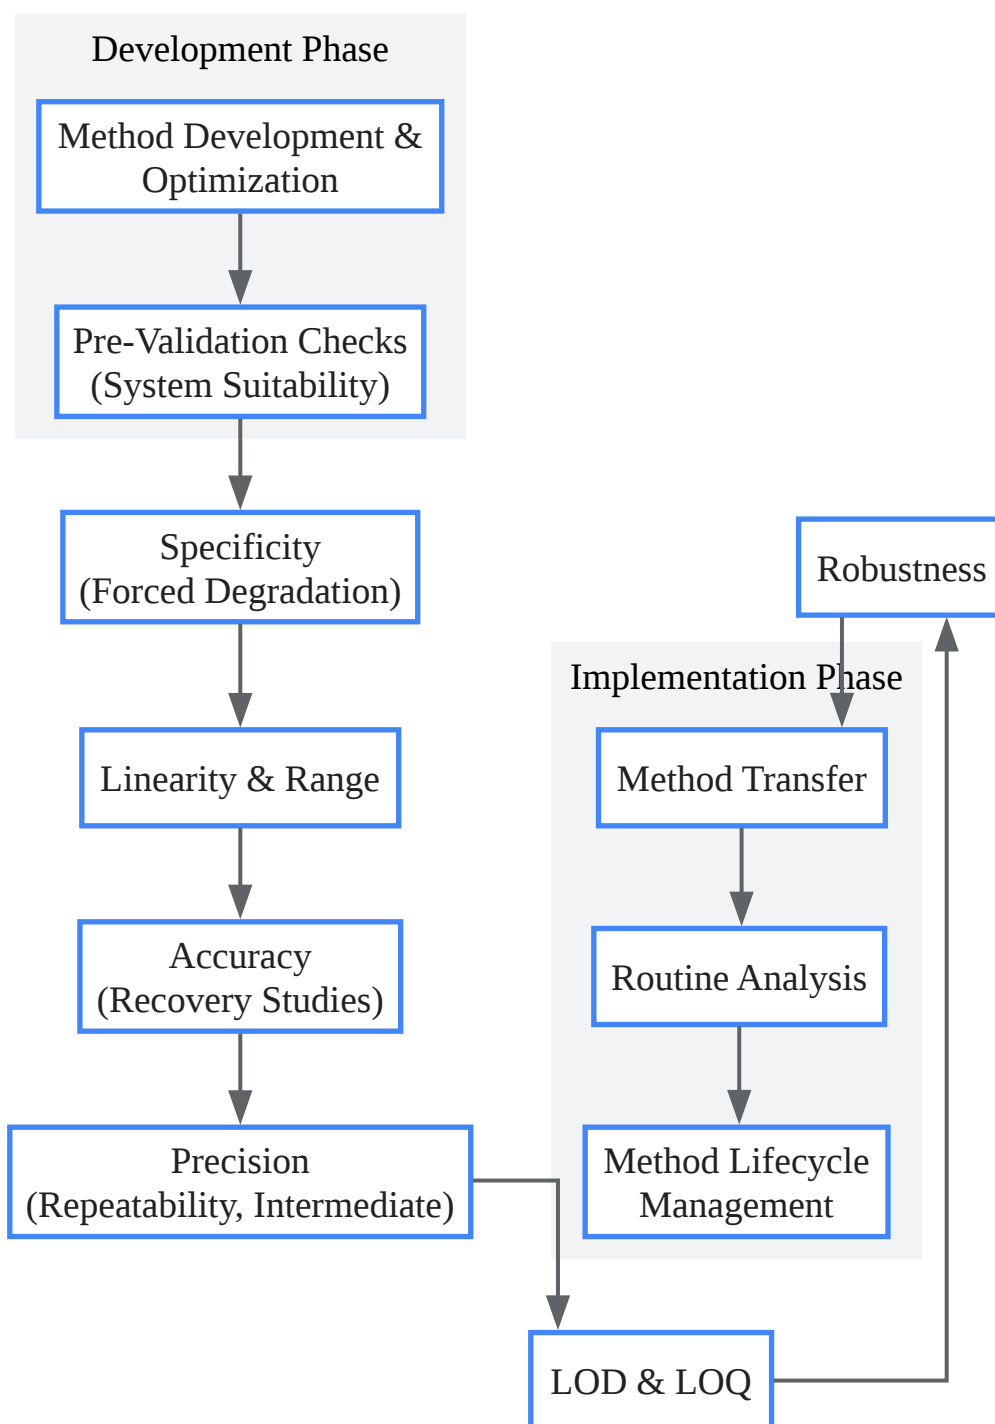 Development Phase
Method Development &
Optimization
Pre-Validation Checks
(System Suitability)
Specificity
(Forced Degradation)
Linearity & Range
Accuracy
(Recovery Studies)
Precision
(Repeatability, Intermediate)
LOD & LOQ
Robustness
Implementation Phase
Method Transfer
Routine Analysis
Method Lifecycle
Management